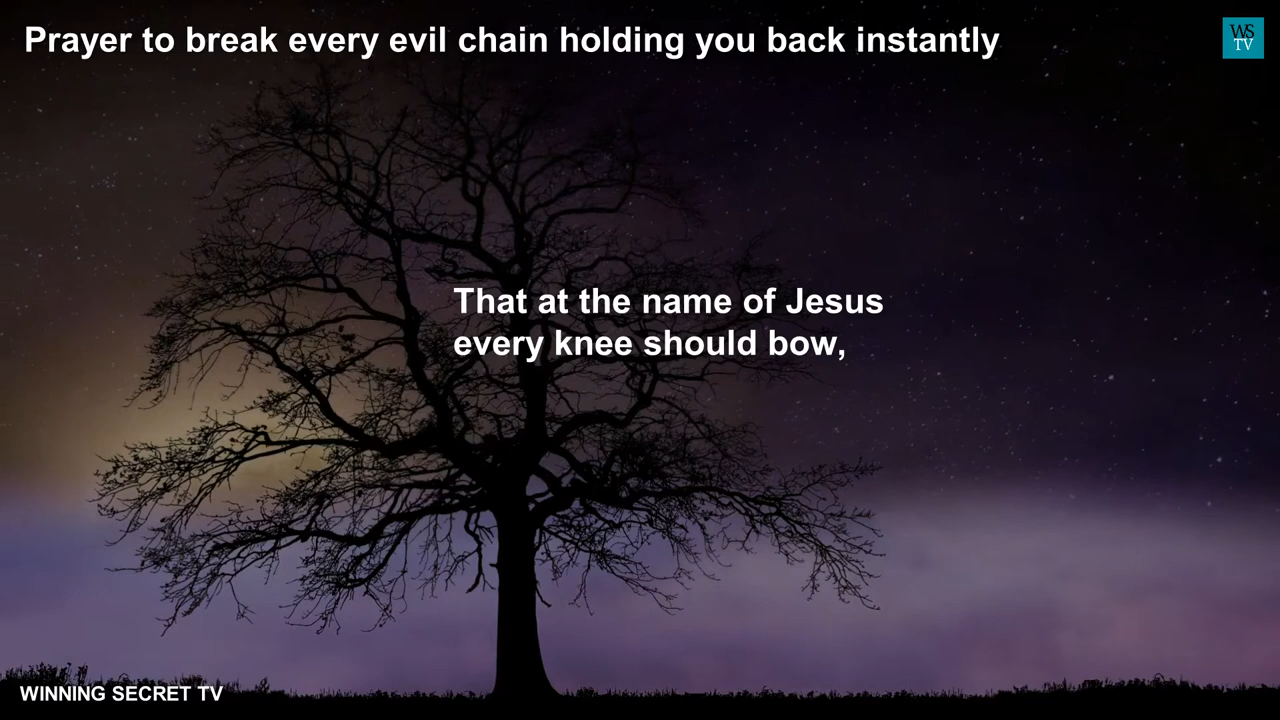 Prayer to break every evil chain holding you back instantly
WS
TV
That at the name of Jesus
every knee should bow,
WINNING SECRET TV